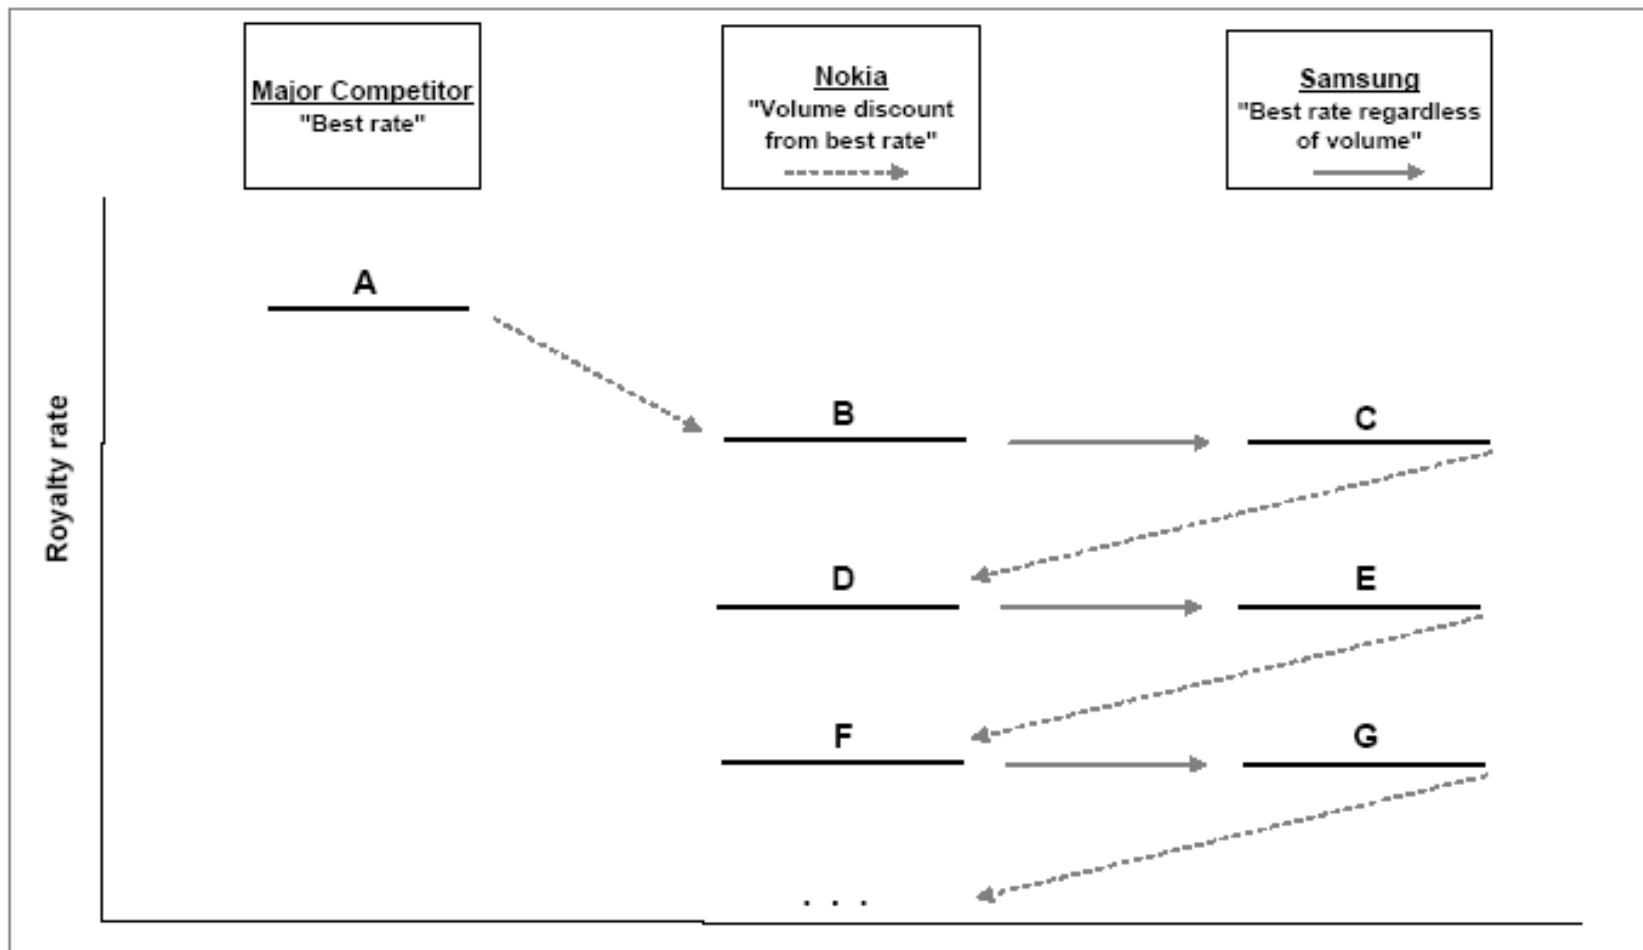 Major Competitor
"Best rate"
Nokia
"Volume discount
from best rate"
Samsung
"Best rate regardless
of volume"
Royalty rate
A
B
C
D
E
F
G
. . .